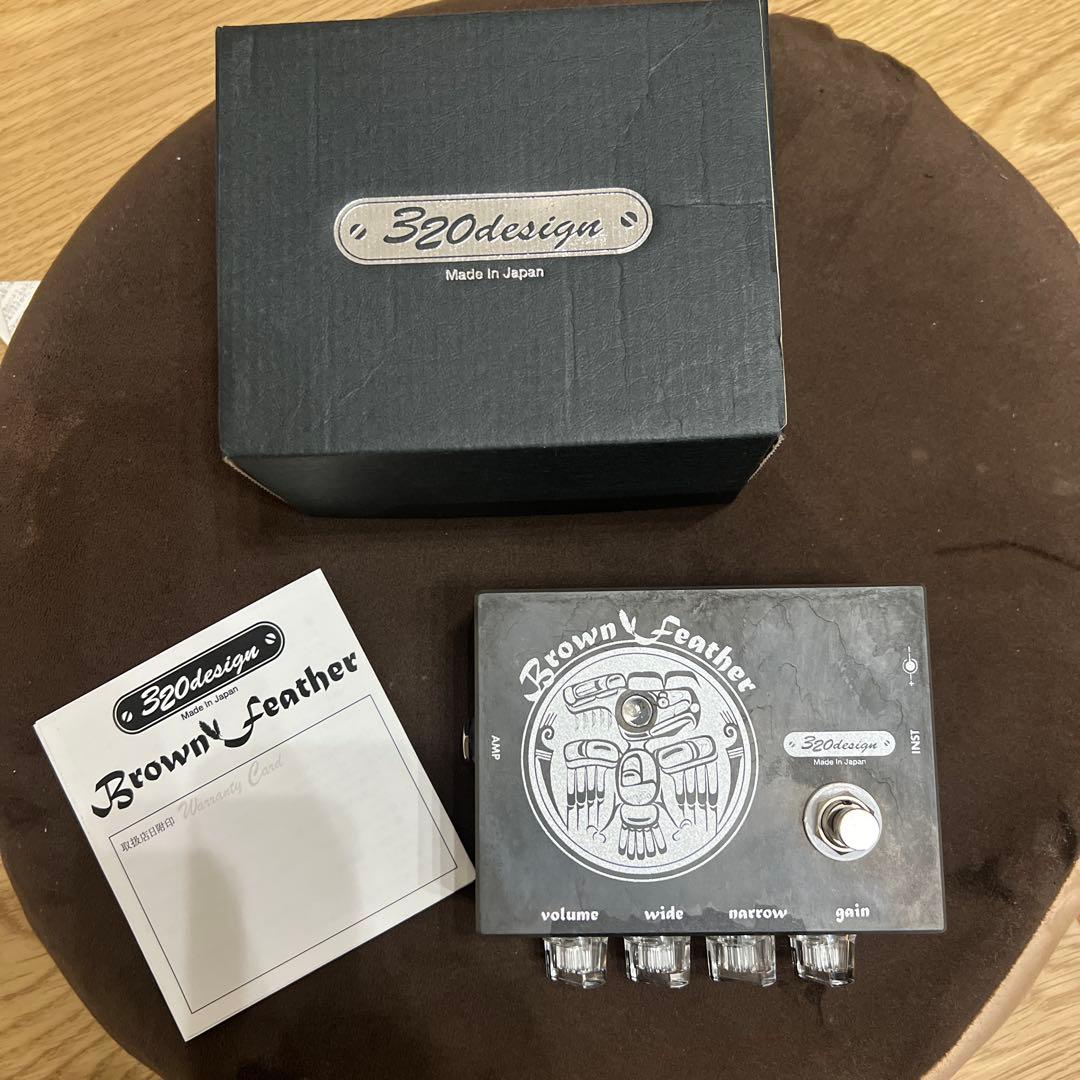 320design
Made In Japan
320design
Made In Japan
Brown Feather
Warranty Card
取扱店日附印
Brown Feather
AMP
INST
320design
Made In Japan
volume wide narrow gain